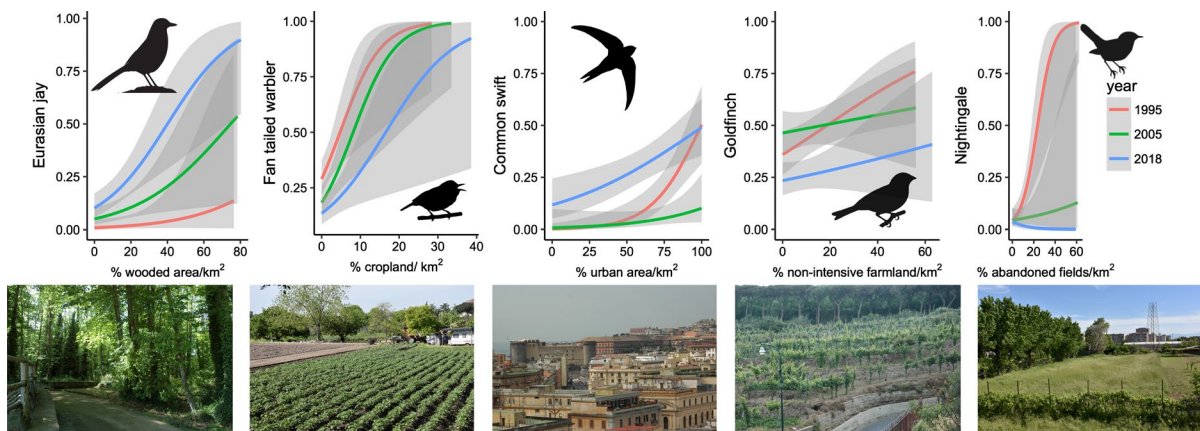 Eurasian jay
1.00
0.75
0.50
0.25
0.00
0 20 40 60 80
% wooded area/km²
Fan tailed warbler
1.00
0.75
0.50
0.25
0 10 20 30 40
% cropland/ km²
Common swift
1.00
0.75
0.50
0.25
0.00
0 25 50 75 100
% urban area/km²
Goldfinch
1.00
0.75
0.50
0.25
0.00
0 20 40 60
% non-intensive farmland/km²
Nightingale
1.00
0.75
0.50
0.25
0.00
0 20 40 60
% abandoned fields/km²
year
1995
2005
2018